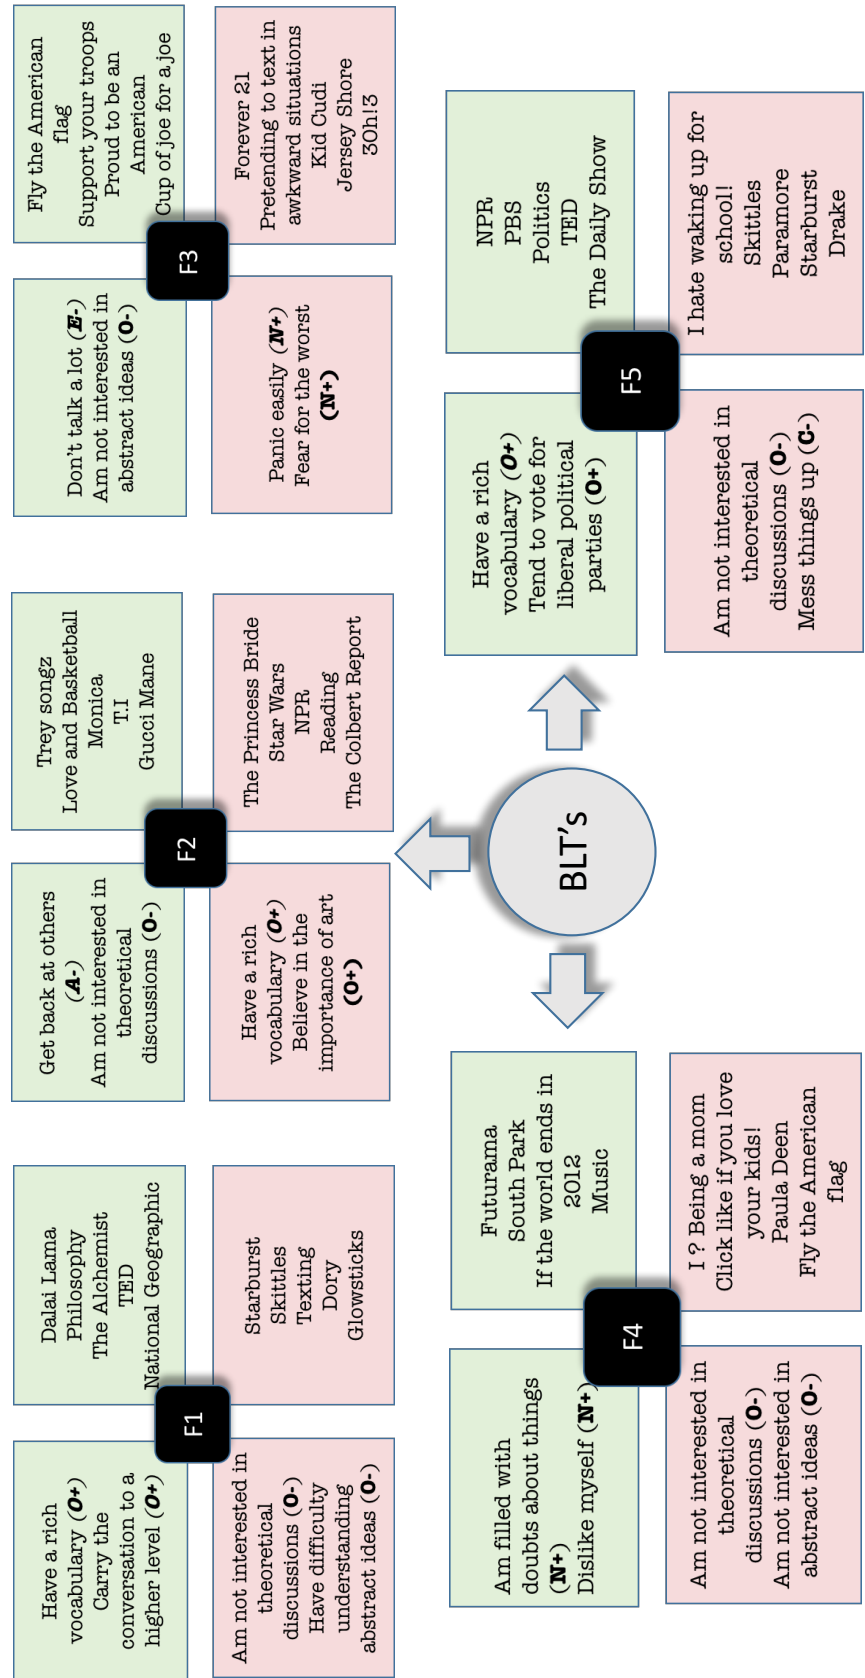 Have a rich
vocabulary (O+)
Carry the
conversation to a
higher level (O+)
Dalai Lama
Philosophy
The Alchemist
TED
National Geographic
F1
Am not interested in
theoretical
discussions (O-)
Have difficulty
understanding
abstract ideas (O-)
Starburst
Skittles
Texting
Dory
Glowsticks
Get back at others
(A-)
Am not interested in
theoretical
discussions (O-)
Trey songz
Love and Basketball
Monica
T.I
Gucci Mane
F2
Have a rich
vocabulary (O+)
Believe in the
importance of art
(O+)
The Princess Bride
Star Wars
NPR
Reading
The Colbert Report
Don't talk a lot (E-)
Am not interested in
abstract ideas (O-)
Fly the American
flag
Support your troops
Proud to be an
American
Cup of joe for a joe
F3
Panic easily (N+)
Fear for the worst
(N+)
Forever 21
Pretending to text in
awkward situations
Kid Cudi
Jersey Shore
30h!3
BLT's
Am filled with
doubts about things
(N+)
Dislike myself (N+)
Futurama
South Park
If the world ends in
2012
Music
F4
Am not interested in
theoretical
discussions (O-)
Am not interested in
abstract ideas (O-)
I ? Being a mom
Click like if you love
your kids!
Paula Deen
Fly the American
flag
Have a rich
vocabulary (O+)
Tend to vote for
liberal political
parties (O+)
NPR
PBS
Politics
TED
The Daily Show
F5
Am not interested in
theoretical
discussions (O-)
Mess things up (C-)
I hate waking up for
school!
Skittles
Paramore
Starburst
Drake